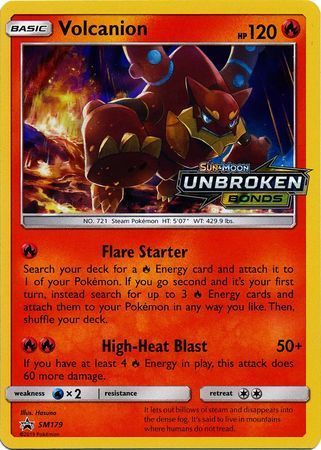 BASIC
Volcanion
HP 120
SUN & MOON
UNBROKEN
BONDS
NO. 721 Steam Pokémon HT: 5'07" WT: 429.9 lbs.
Flare Starter
Search your deck for a Energy card and attach it to
1 of your Pokémon. If you go second and it's your first
turn, instead search for up to 3 Energy cards and
attach them to your Pokémon in any way you like. Then,
shuffle your deck.
High-Heat Blast 50+
If you have at least 4 Energy in play, this attack does
60 more damage.
weakness ×2 resistance retreat
Illus. Hasuno
SM179
©2019 Pokémon
PROMO
It lets out billows of steam and disappears into
the dense fog. It is said to live in mountains
where humans do not tread.